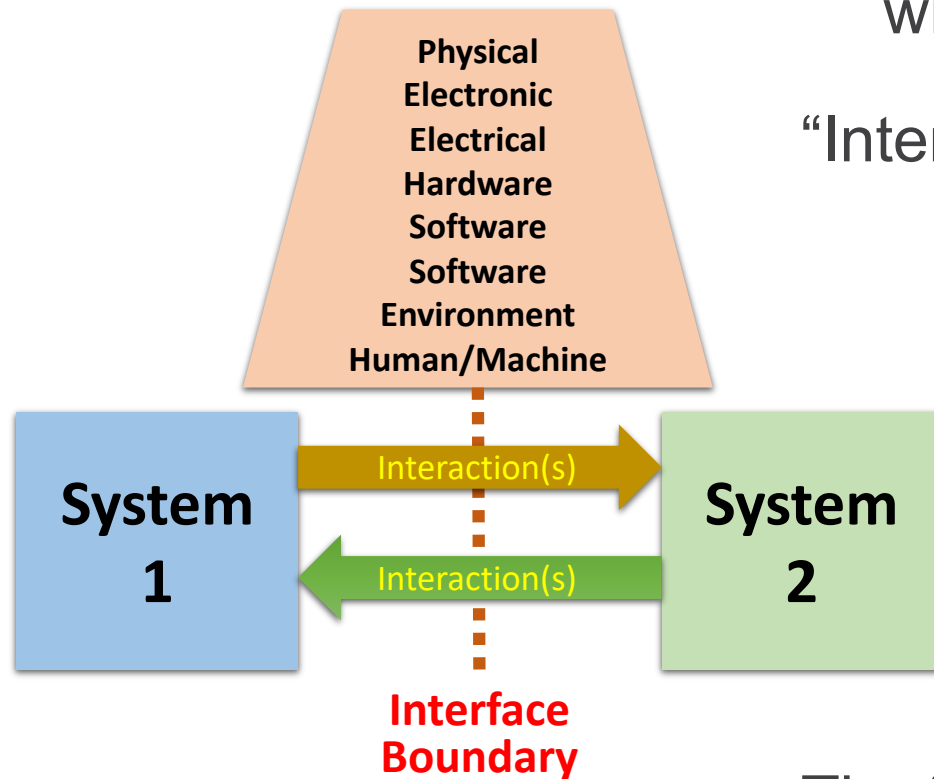 Physical
Electronic
Electrical
Hardware
Software
Software
Environment
Human/Machine
System
1
Interaction(s)
Interaction(s)
System
2
Interface
Boundary